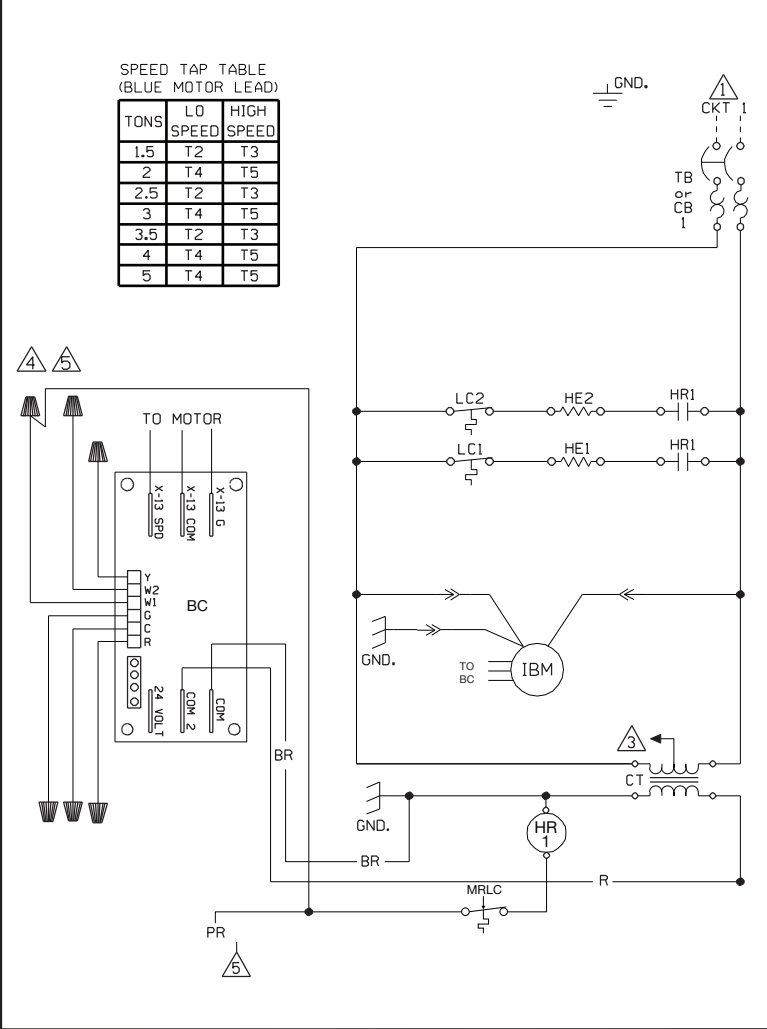 SPEED TAP TABLE
(BLUE MOTOR LEAD)
TONS LO SPEED HIGH SPEED
1.5 T2 T3
2 T4 T5
2.5 T2 T3
3 T4 T5
3.5 T2 T3
4 T4 T5
5 T4 T5
GND.
1
CKT 1
TB
or
CB
1
4 5
TO MOTOR
LC2 HE2 HR1
LC1 HE1 HR1
X-13 SPD
X-13 COM
X-13 G
Y
W2
W1
G
C
R
BC
24 VOLT
COM 2
COM
GND.
TO
BC
IBM
3
CT
BR
GND.
HR
1
BR
R
MRLC
PR
5